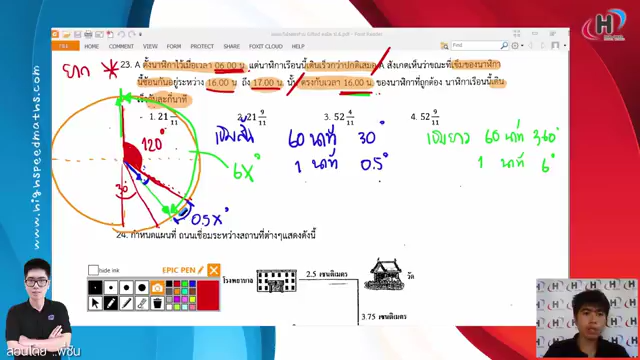 HOME
REVIEW
PROTECT
SHARE
FOXIT CLOUD
HELP
FILE
ยาก *
23. A ตั้งนาฬิกาไว้เมื่อเวลา 06.00 น. แต่นาฬิกาเรือนนี้เดินเร็วกว่าปกติเสมอ A สังเกตเห็นว่าขณะที่เข็มของนาฬิกา
นี้ซ้อนกันอยู่ระหว่าง 16.00 น. ถึง 17.00 น. นั้น ตรงกับเวลา 16.00 น. ของนาฬิกาที่ถูกต้อง นาฬิกาเรือนนี้เดิน
เร็วกี่นาที
1. 21 4/11
2. 21 9/11
3. 52 4/11
4. 52 9/11
120°
30°
6x°
0.5x°
เข็มสั้น 60 นาที 30°
1 นาที 0.5°
เข็มยาว 60 นาที 360°
1 นาที 6°
24. กำหนดแผนที่ ถนนเชื่อมระหว่างสถานที่ต่างๆแสดงดังนี้
hide ink
EPIC PEN
โรงพยาบาล
2.5 เซนติเมตร
วัด
3.75 เซนติเมตร
www.highspeedmaths.com
H